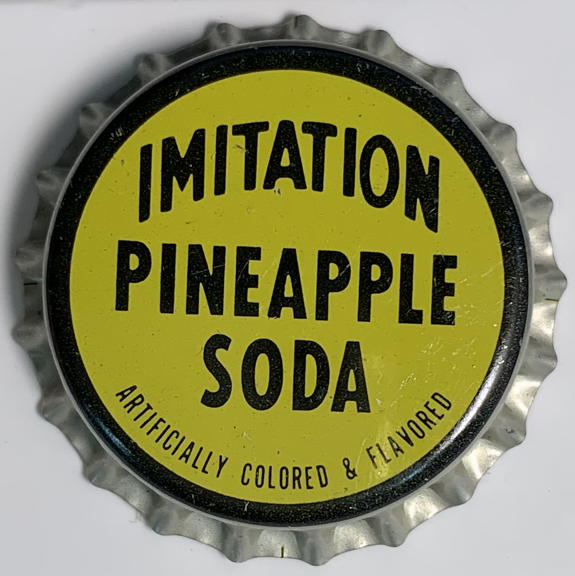 IMITATION
PINEAPPLE
SODA
ARTIFICIALLY COLORED & FLAVORED